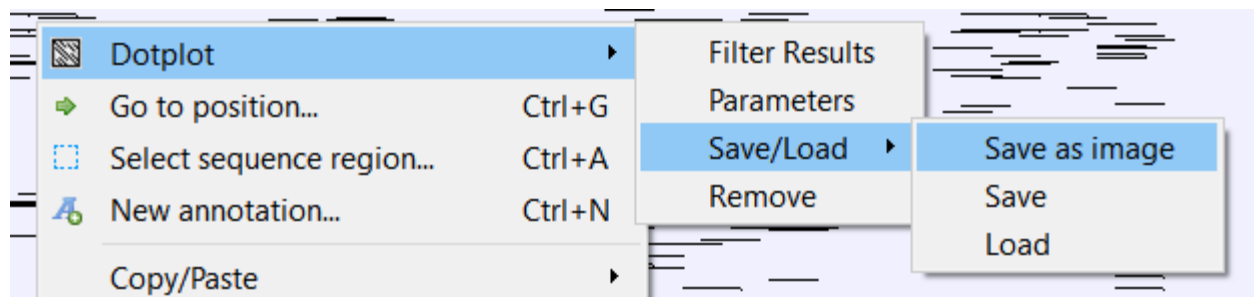 Dotplot
Go to position... Ctrl+G
Select sequence region... Ctrl+A
New annotation... Ctrl+N
Copy/Paste
Filter Results
Parameters
Save/Load
Remove
Save as image
Save
Load